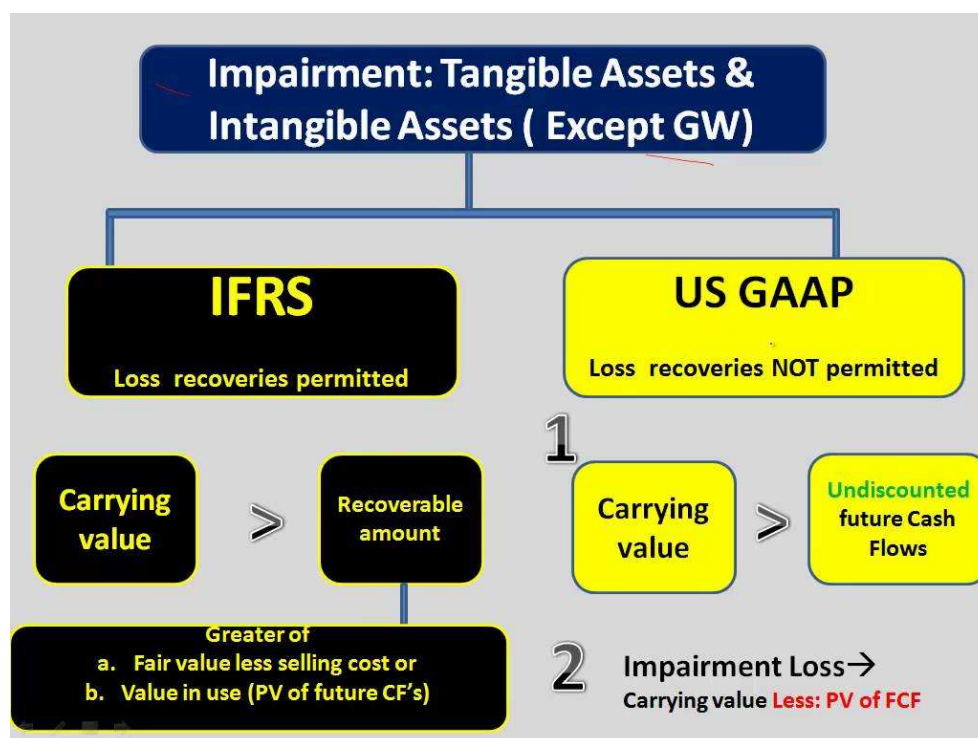 Impairment: Tangible Assets &
Intangible Assets ( Except GW)
IFRS
Loss recoveries permitted
US GAAP
Loss recoveries NOT permitted
Carrying
value
>
Recoverable
amount
Greater of
a. Fair value less selling cost or
b. Value in use (PV of future CF's)
1
Carrying
value
>
Undiscounted
future Cash
Flows
2
Impairment Loss→
Carrying value Less: PV of FCF